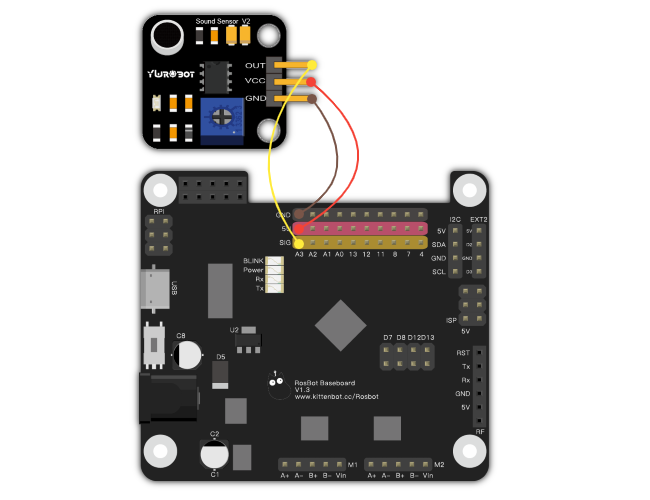 Sound Sensor V2
YWROBOT
OUT
VCC
GND
RPI
GND
5V
SIG
A3 A2 A1 A0 13 12 11 8 7 4
I2C EXT2
5V 5V
SDA
GND GND
SCL
BLINK
Power
Rx
Tx
USB
ISP
5V
U2
C8
D5
D7 D8 D12 D13
RosBot Baseboard
V1.3
www.kittenbot.cc/Rosbot
RST
Tx
Rx
GND
5V
RF
C2
C1
M1
A+ A- B+ B- Vin
M2
A+ A- B+ B- Vin